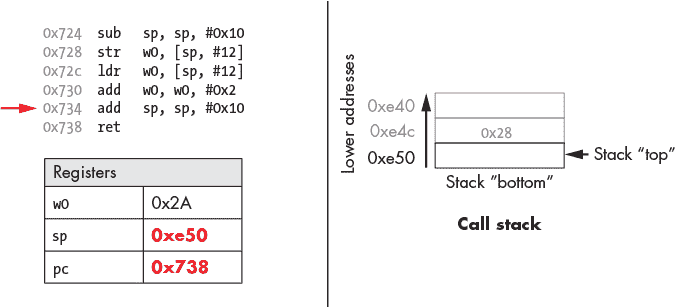 0x724 sub sp, sp, #0x10
0x728 str w0, [sp, #12]
0x72c ldr w0, [sp, #12]
0x730 add w0, w0, #0x2
0x734 add sp, sp, #0x10
0x738 ret
Registers
w0 0x2A
sp 0xe50
pc 0x738
Lower addresses
0xe40
0xe4c 0x28
0xe50
Stack “top”
Stack ”bottom”
Call stack